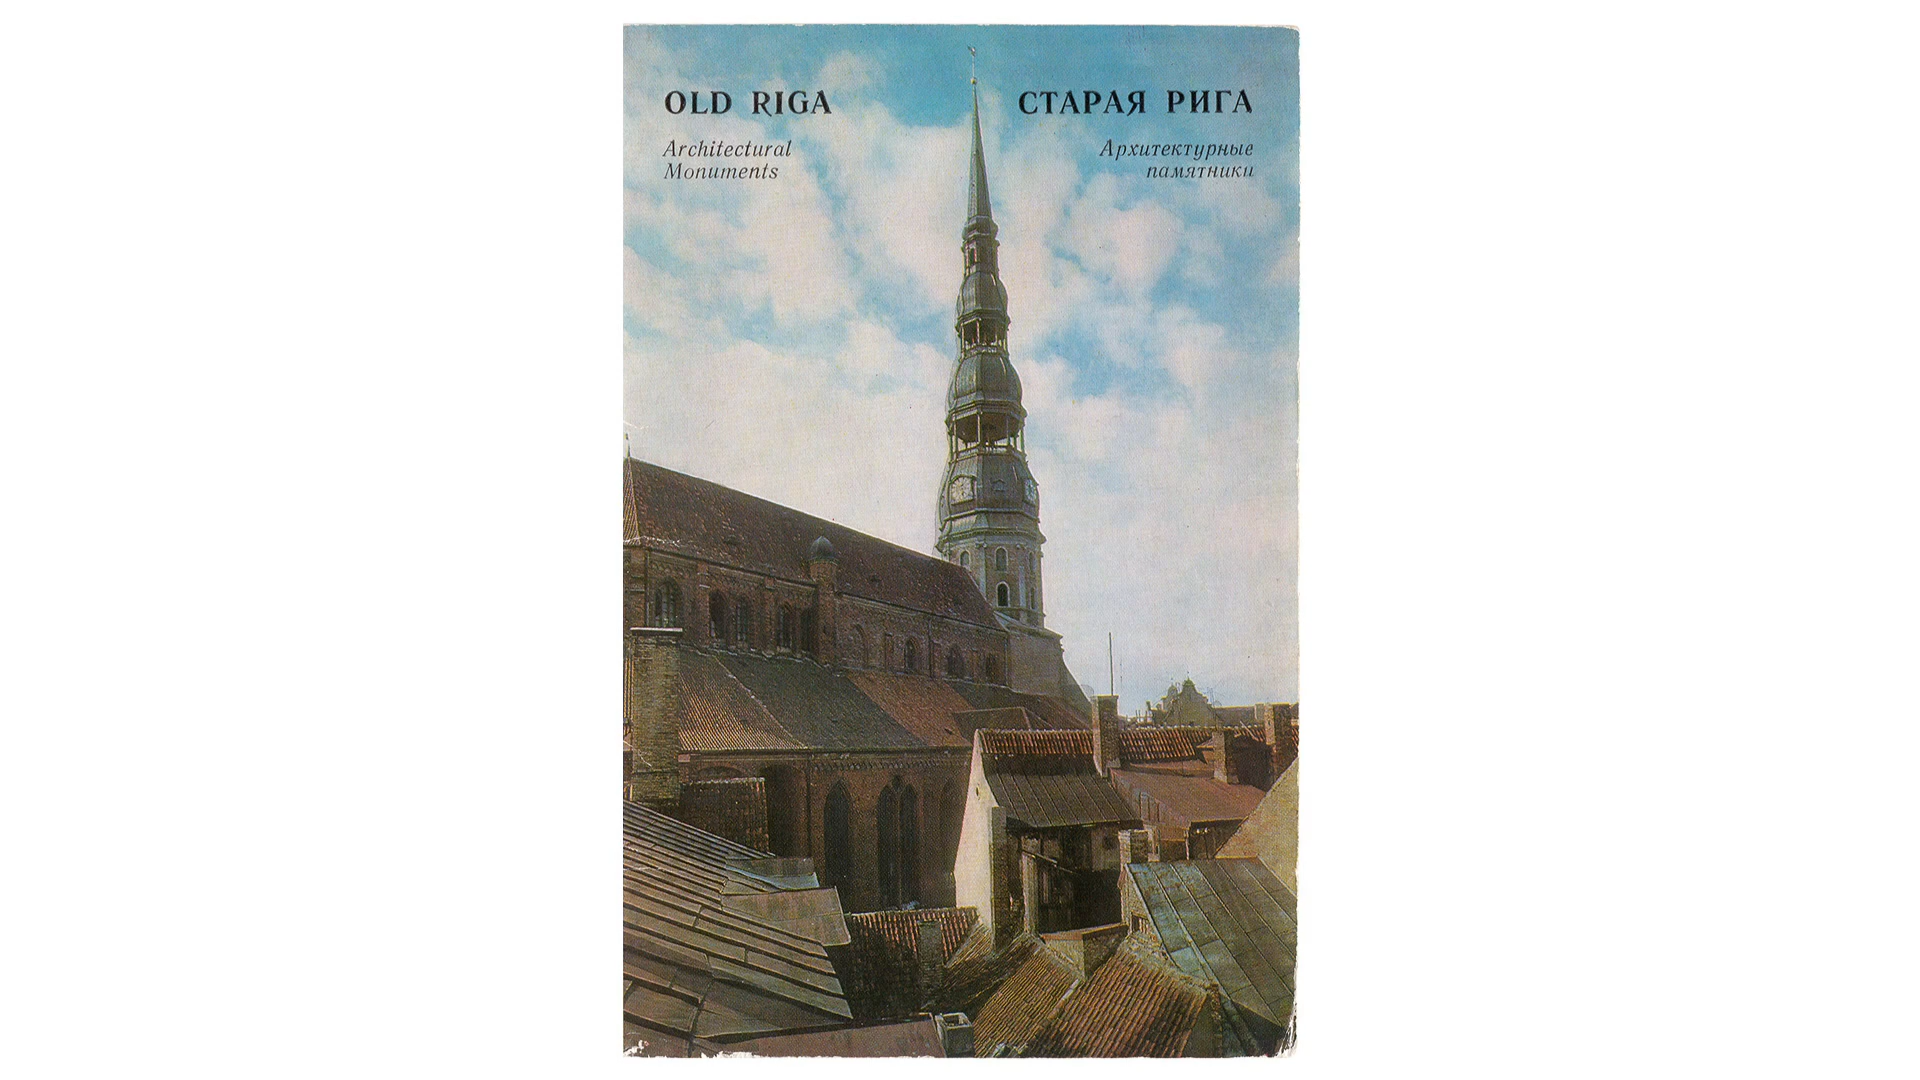 OLD RIGA
Architectural
Monuments
СТАРАЯ РИГА
Архитектурные
памятники